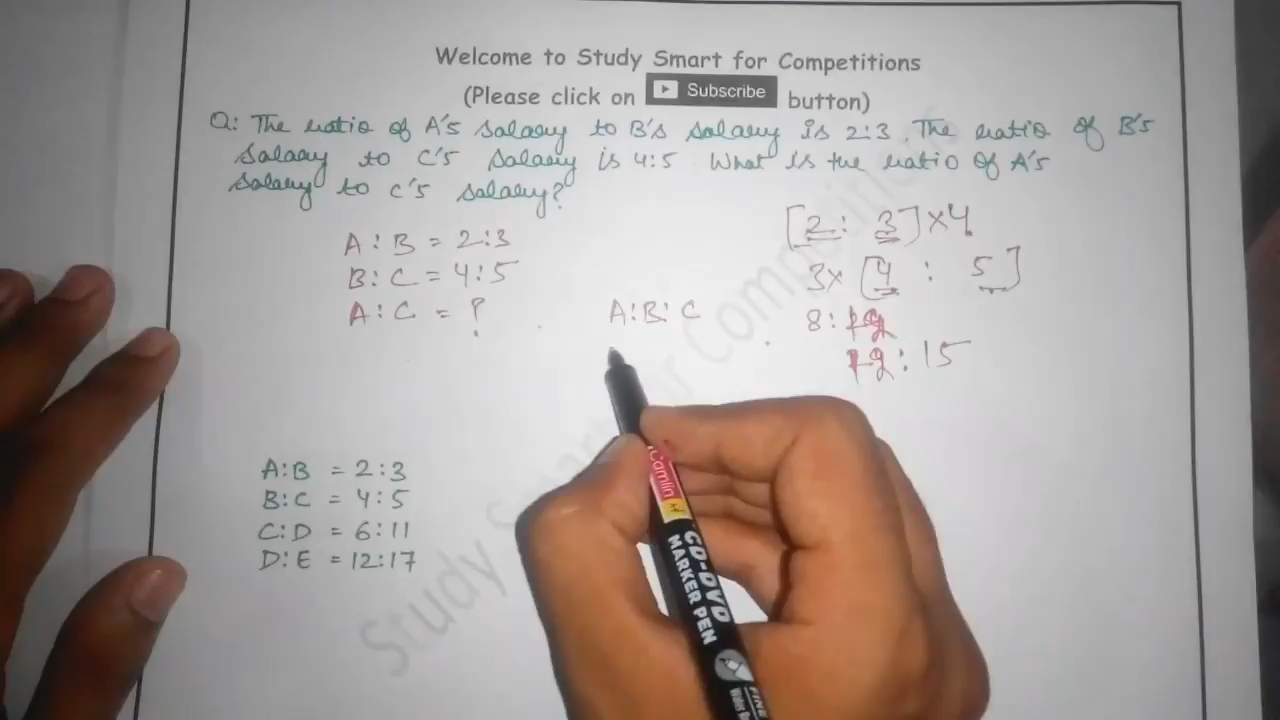 Welcome to Study Smart for Competitions
(Please click on Subscribe button)
Q: The ratio of A's salary to B's salary is 2:3. The ratio of B's
salary to C's salary is 4:5. What is the ratio of A's
salary to C's salary?
A : B = 2:3
B : C = 4:5
A : C = ?
A:B:C
[2 : 3]×4
3×[4 : 5]
8:12
12:15
A:B = 2:3
B:C = 4:5
C:D = 6:11
D:E = 12:17
Camlin
CD-DVD
MARKER PEN
FINE